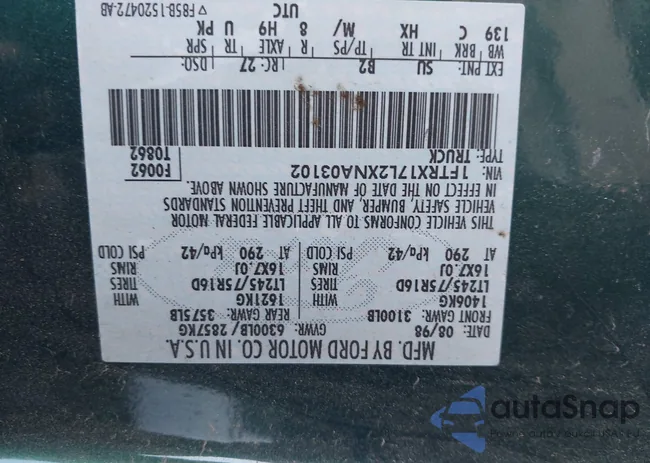 MFD. BY FORD MOTOR CO. IN U.S.A.
DATE: 08/98 GVWR: 6300LB/ 2857KG
FRONT GAWR: 3100LB REAR GAWR: 3575LB
1406KG WITH 1621KG WITH
LT245/75R16D TIRES LT245/75R16D TIRES
16X7.0J RIMS 16X7.0J RIMS
AT 290 kPa/42 PSI COLD AT 290 kPa/42 PSI COLD
THIS VEHICLE CONFORMS TO ALL APPLICABLE FEDERAL MOTOR
VEHICLE SAFETY, BUMPER, AND THEFT PREVENTION STANDARDS
IN EFFECT ON THE DATE OF MANUFACTURE SHOWN ABOVE.
VIN: 1FTRX17L2XNA03102 F0062
TYPE: TRUCK T0862
EXT PNT: SU B2 RC: 27 DSO:
WB BRK INT TR TP/PS R AXLE TR SPR
139 C HX M/ 8 H9 U PK
UTC
F85B-1520472-AB
autoSnap